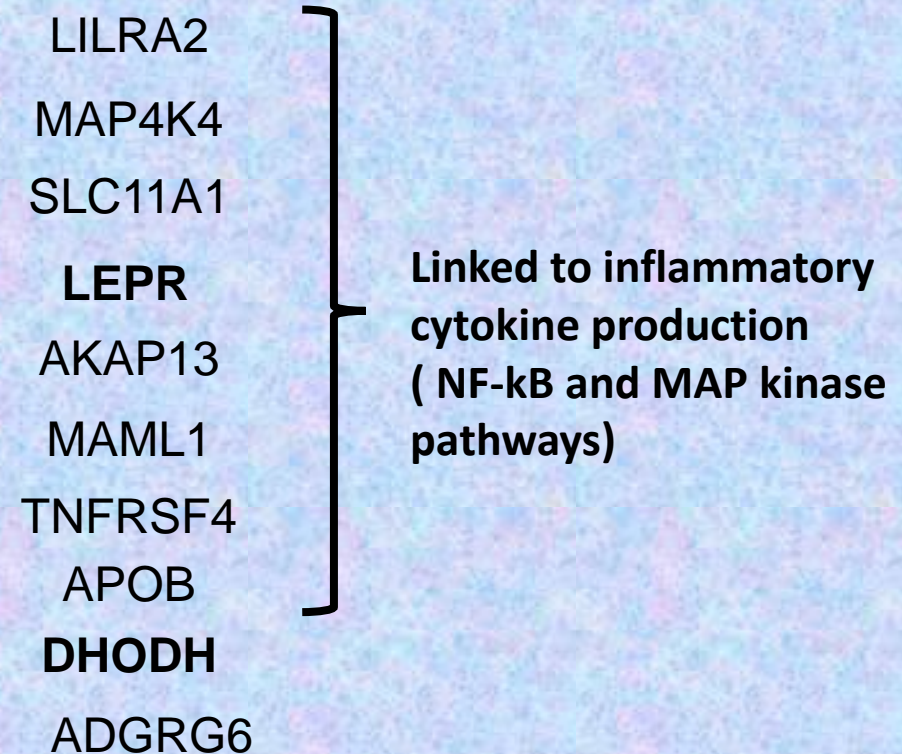 LILRA2
MAP4K4
SLC11A1
LEPR
AKAP13
MAML1
TNFRSF4
APOB
DHODH
ADGRG6
Linked to inflammatory
cytokine production
( NF-kB and MAP kinase
pathways)